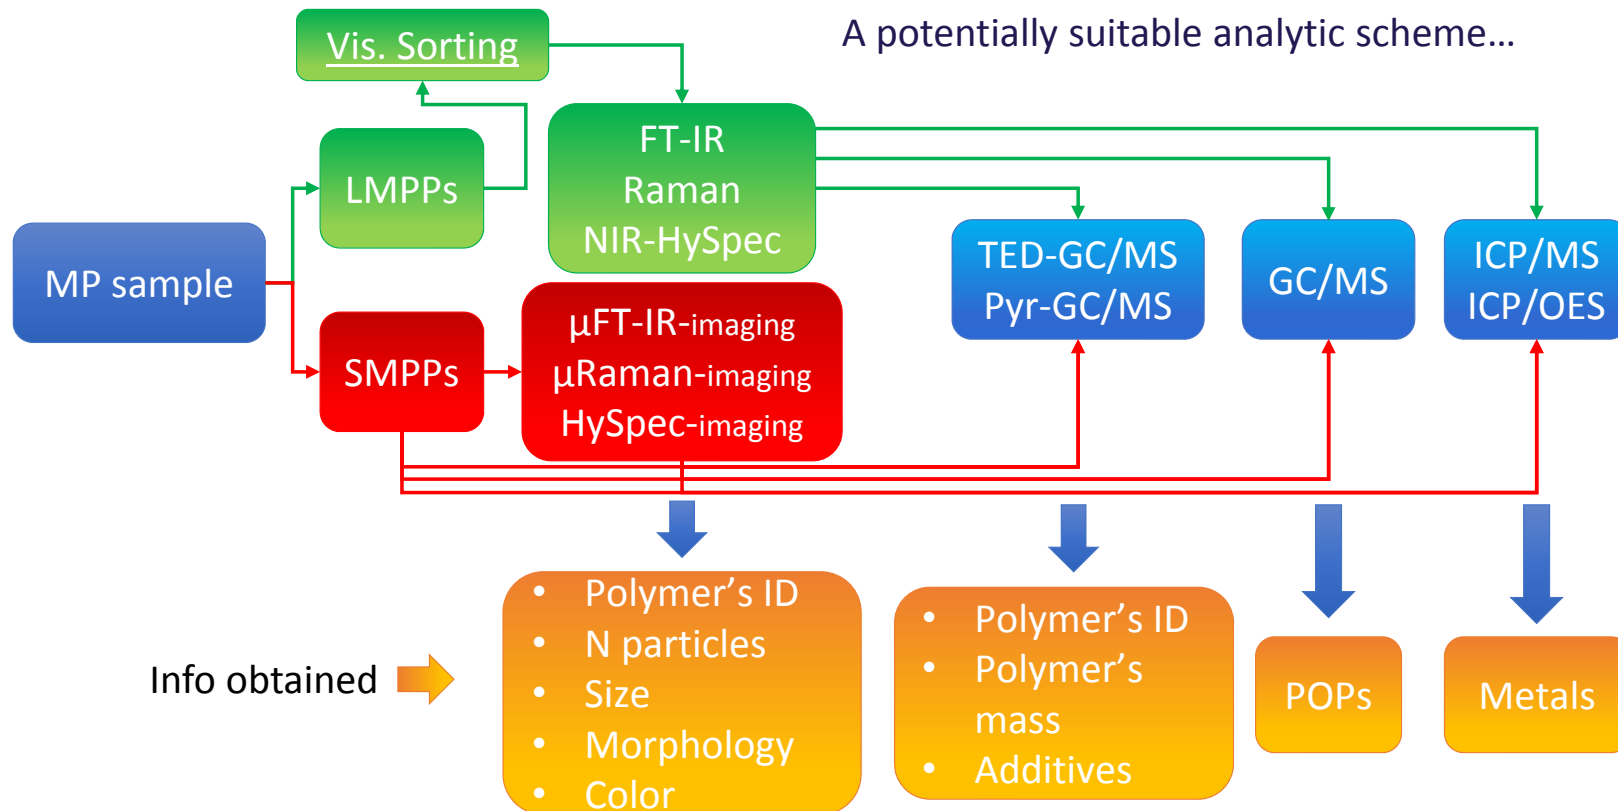 A potentially suitable analytic scheme…
Vis. Sorting
LMPPs
FT-IR
Raman
NIR-HySpec
MP sample
SMPPs
µFT-IR-imaging
µRaman-imaging
HySpec-imaging
TED-GC/MS
Pyr-GC/MS
GC/MS
ICP/MS
ICP/OES
Info obtained
• Polymer’s ID
• N particles
• Size
• Morphology
• Color
• Polymer’s ID
• Polymer’s
mass
• Additives
POPs
Metals